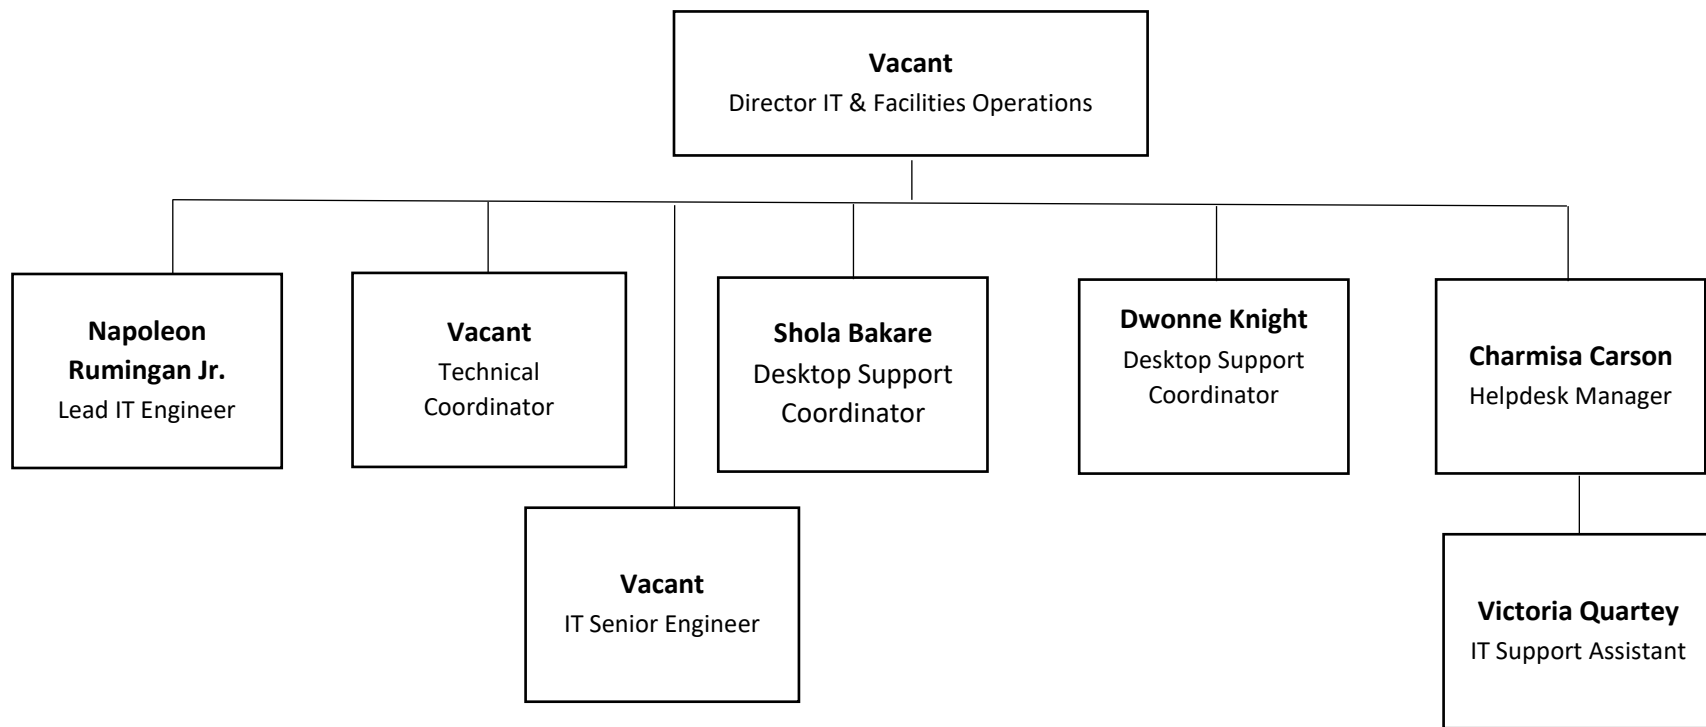 Vacant
Director IT & Facilities Operations
Napoleon
Rumingan Jr.
Lead IT Engineer
Vacant
Technical
Coordinator
Shola Bakare
Desktop Support
Coordinator
Dwonne Knight
Desktop Support
Coordinator
Charmisa Carson
Helpdesk Manager
Vacant
IT Senior Engineer
Victoria Quartey
IT Support Assistant